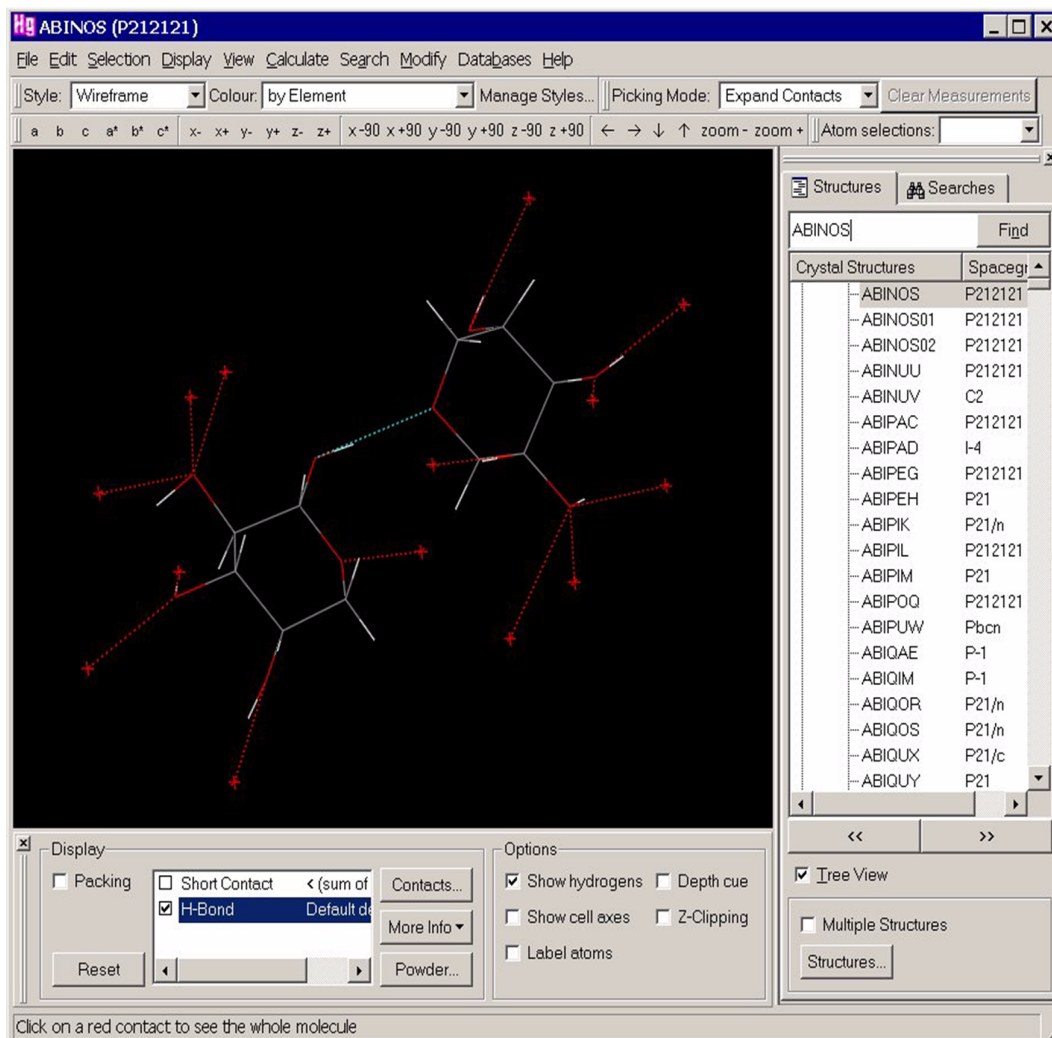 Hg ABINOS (P212121)
File Edit Selection Display View Calculate Search Modify Databases Help
Style: Wireframe Colour: by Element Manage Styles... Picking Mode: Expand Contacts Clear Measurements
a b c a* b* c* x- x+ y- y+ z- z+ x-90 x+90 y-90 y+90 z-90 z+90 ← → ↓ ↑ zoom- zoom+ Atom selections:
Structures Searches
ABINOS Find
Crystal Structures Spacegr
ABINOS P212121
ABINOS01 P212121
ABINOS02 P212121
ABINUU P212121
ABINUV C2
ABIPAC P212121
ABIPAD I-4
ABIPEG P212121
ABIPEH P21
ABIPIK P21/n
ABIPIL P212121
ABIPIM P21
ABIPOQ P212121
ABIPUW Pbcn
ABIQAE P-1
ABIQIM P-1
ABIQOR P21/n
ABIQOS P21/n
ABIQUX P21/c
ABIQUY P21
<< >>
Tree View
Multiple Structures
Structures...
Display
Packing
Short Contact < (sum of
H-Bond Default de
Contacts...
More Info
Reset
Powder...
Options
Show hydrogens Depth cue
Show cell axes Z-Clipping
Label atoms
Click on a red contact to see the whole molecule